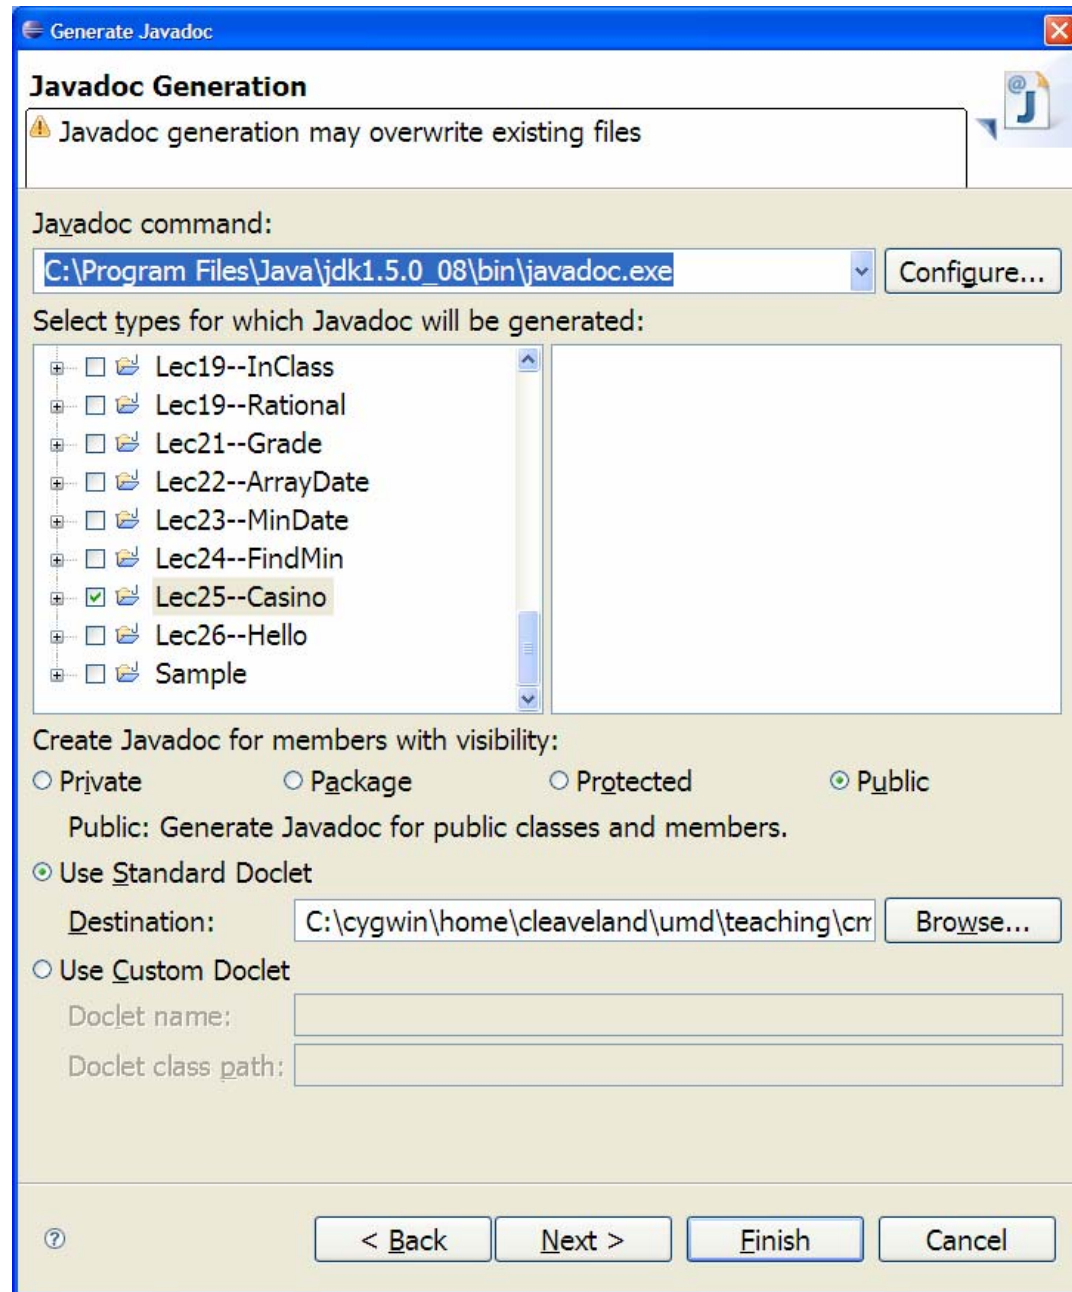 Generate Javadoc
Javadoc Generation
Javadoc generation may overwrite existing files
Javadoc command:
C:\Program Files\Java\jdk1.5.0_08\bin\javadoc.exe
Configure...
Select types for which Javadoc will be generated:
Lec19--InClass
Lec19--Rational
Lec21--Grade
Lec22--ArrayDate
Lec23--MinDate
Lec24--FindMin
Lec25--Casino
Lec26--Hello
Sample
Create Javadoc for members with visibility:
Private Package Protected Public
Public: Generate Javadoc for public classes and members.
Use Standard Doclet
Destination: C:\cygwin\home\cleaveland\umd\teaching\cm Browse...
Use Custom Doclet
Doclet name:
Doclet class path:
? < Back Next > Finish Cancel